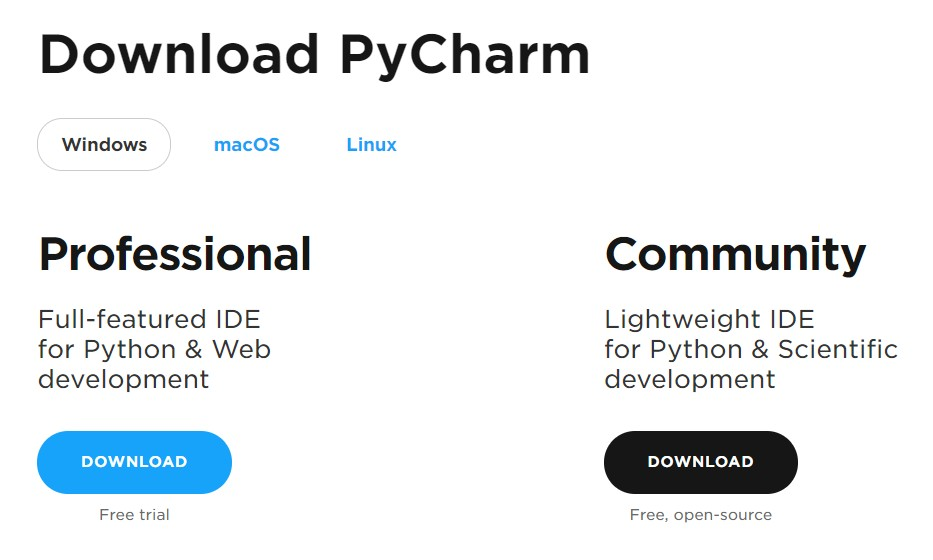 Download PyCharm
Windows
macOS
Linux
Professional
Full-featured IDE
for Python & Web
development
DOWNLOAD
Free trial
Community
Lightweight IDE
for Python & Scientific
development
DOWNLOAD
Free, open-source